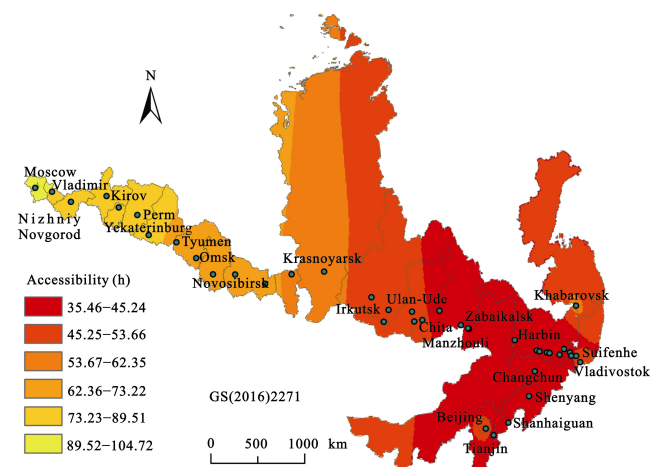 N
Moscow
Vladimir
Kirov
Nizhniy
Novgorod
Perm
Yekaterinburg
Tyumen
Omsk
Novosibirsk
Krasnoyarsk
Irkutsk
Ulan-Ude
Chita
Zabaikalsk
Manzhouli
Khabarovsk
Harbin
Suifenhe
Vladivostok
Changchun
Shenyang
Beijing
Shanhaiguan
Tianjin
Accessibility (h)
35.46−45.24
45.25−53.66
53.67−62.35
62.36−73.22
73.23−89.51
89.52−104.72
GS(2016)2271
0 500 1000 km